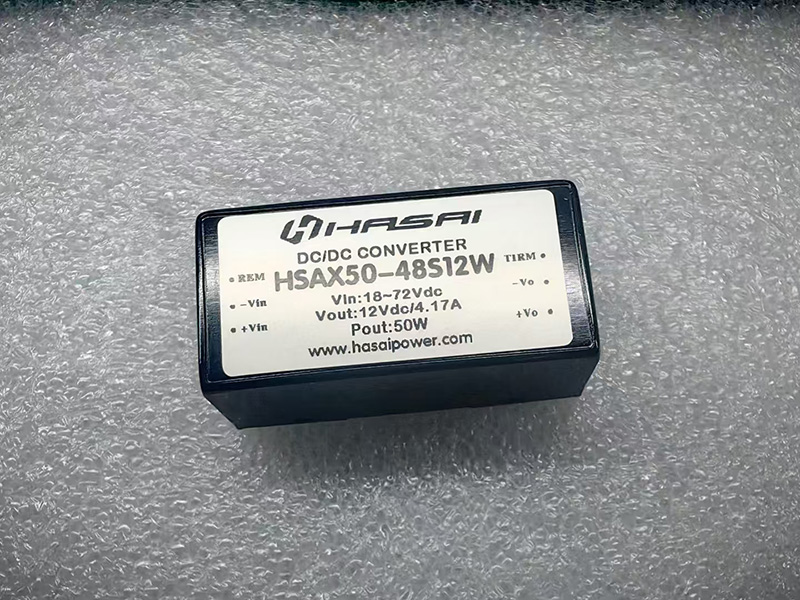 HASAI
DC/DC CONVERTER
HSAX50-48S12W
VIn:18~72Vdc
Vout:12Vdc/4.17A
Pout:50W
www.hasaipower.com
REM
-Vin
+Vin
TIRM
-Vo
+Vo